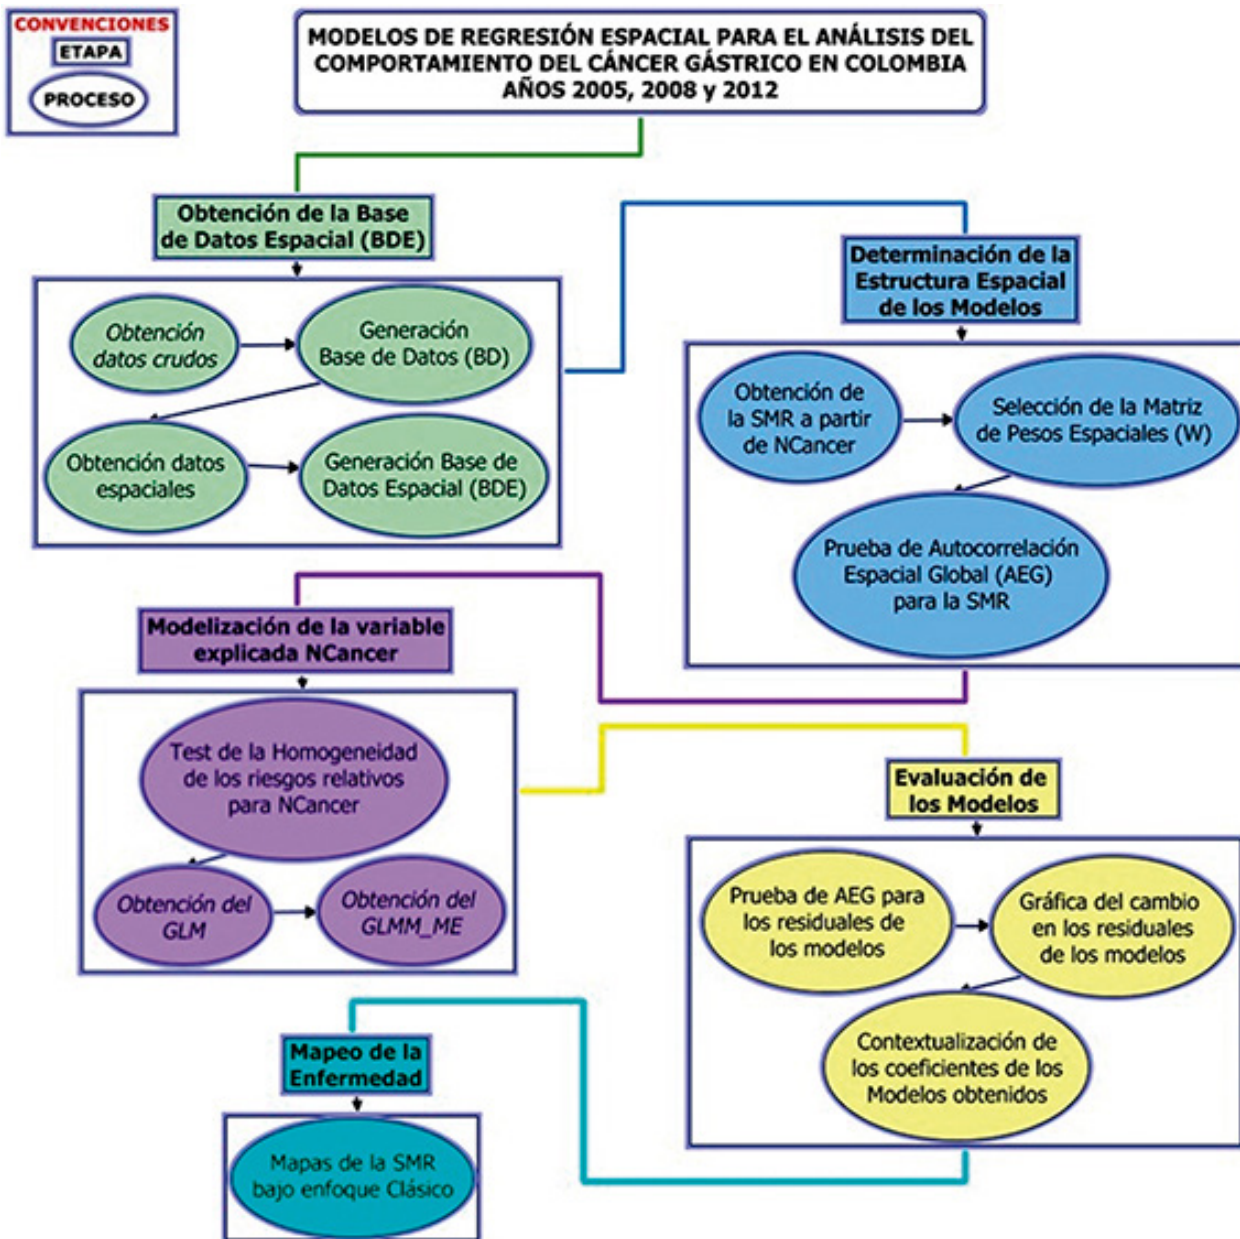 CONVENCIONES
ETAPA
PROCESO
MODELOS DE REGRESIÓN ESPACIAL PARA EL ANÁLISIS DEL
COMPORTAMIENTO DEL CÁNCER GÁSTRICO EN COLOMBIA
AÑOS 2005, 2008 y 2012
Obtención de la Base
de Datos Espacial (BDE)
Obtención
datos crudos
Generación
Base de Datos (BD)
Obtención datos
espaciales
Generación Base de
Datos Espacial (BDE)
Determinación de la
Estructura Espacial
de los Modelos
Obtención de
la SMR a partir
de NCancer
Selección de la Matriz
de Pesos Espaciales (W)
Prueba de Autocorrelación
Espacial Global (AEG)
para la SMR
Modelización de la variable
explicada NCancer
Test de la Homogeneidad
de los riesgos relativos
para NCancer
Obtención del
GLM
Obtención del
GLMM_ME
Evaluación de
los Modelos
Prueba de AEG para
los residuales de
los modelos
Gráfica del cambio
en los residuales
de los modelos
Contextualización de
los coeficientes de los
Modelos obtenidos
Mapeo de la
Enfermedad
Mapas de la SMR
bajo enfoque Clásico